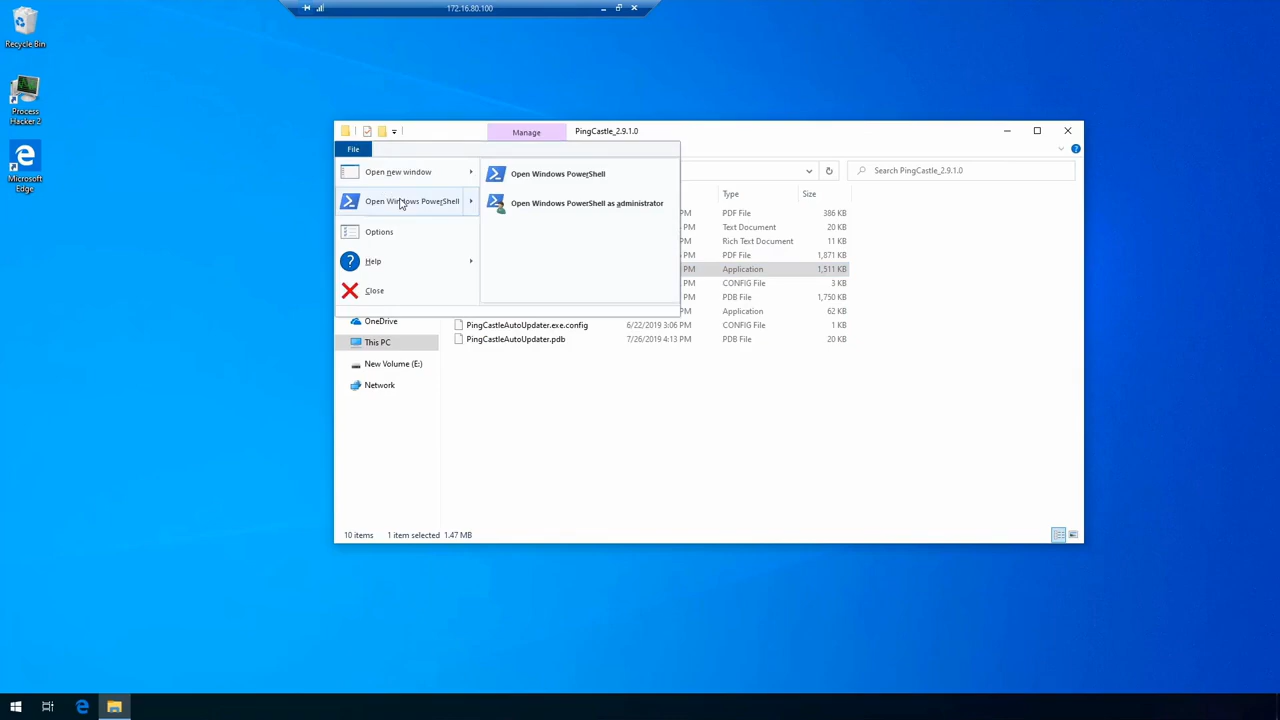 172.16.80.100
Recycle Bin
Process
Hacker 2
Microsoft
Edge
Manage
PingCastle_2.9.1.0
File
Open new window
Open Windows PowerShell
Open Windows PowerShell
Open Windows PowerShell as administrator
Options
Help
Close
Search PingCastle_2.9.1.0
Type Size
PDF File 386 KB
Text Document 20 KB
Rich Text Document 11 KB
PM PDF File 1,871 KB
PM Application 1,511 KB
PM CONFIG File 3 KB
PM PDB File 1,750 KB
PM Application 62 KB
PingCastleAutoUpdater.exe.config 6/22/2019 3:06 PM CONFIG File 1 KB
PingCastleAutoUpdater.pdb 7/26/2019 4:13 PM PDB File 20 KB
OneDrive
This PC
New Volume (E:)
Network
10 items 1 item selected 1.47 MB